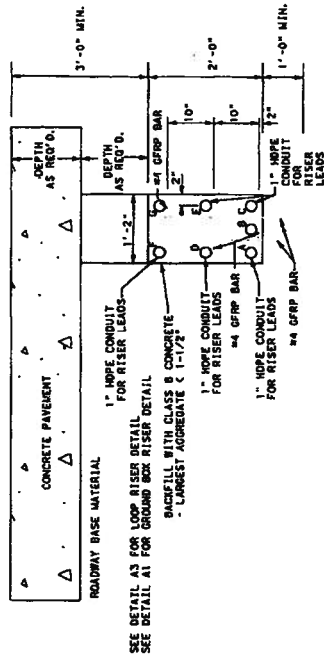 CONCRETE PAVEMENT
ROADWAY BASE MATERIAL
DEPTH
AS REQ'D.
DEPTH
AS REQ'D.
3'-0" MIN.
2'-0"
1'-0" MIN.
1'-2"
#4 GFRP BAR
2"
10"
10"
2"
1" HDPE CONDUIT
FOR RISER LEADS
SEE DETAIL A3 FOR LOOP RISER DETAIL
SEE DETAIL A1 FOR GROUND BOX RISER DETAIL
BACKFILL WITH CLASS B CONCRETE
- LARGEST AGGREGATE < 1-1/2"
F
G
D
E
A
B
C
1" HDPE CONDUIT
FOR RISER LEADS
#4 GFRP BAR
1" HDPE CONDUIT
FOR RISER LEADS
1" HDPE
CONDUIT
FOR
RISER
LEADS
#4 GFRP BAR